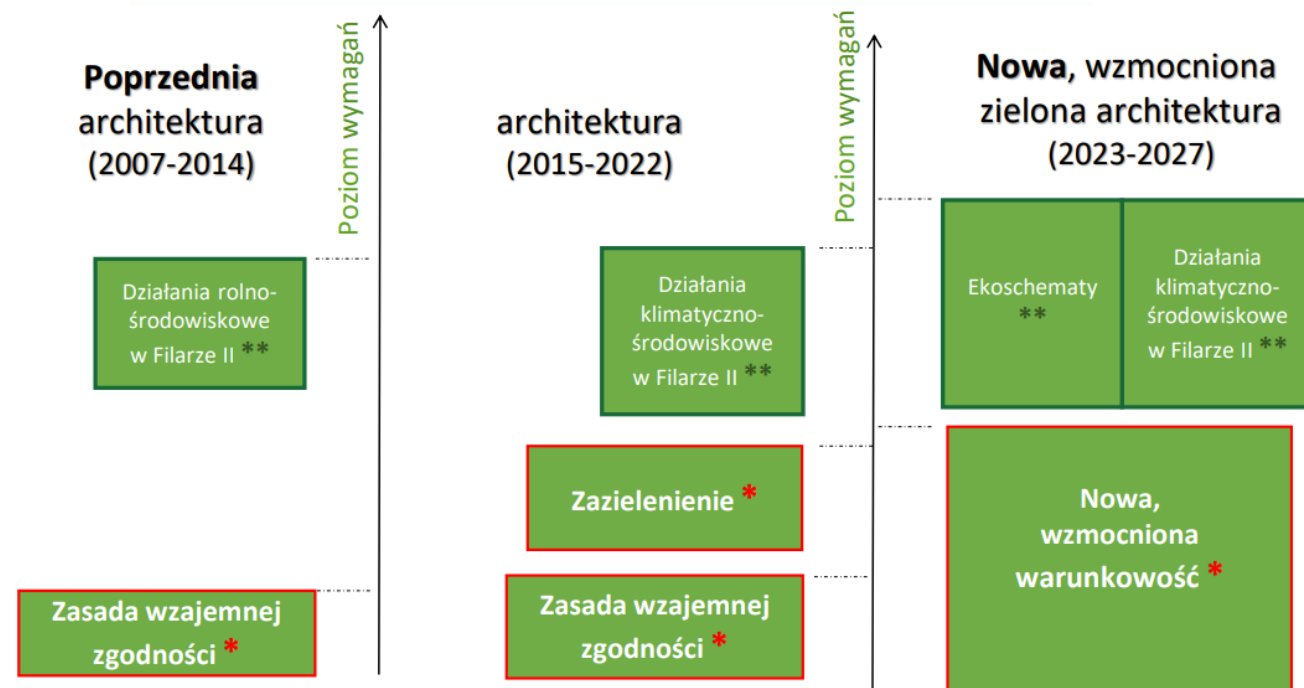 Poprzednia
architektura
(2007-2014)
Poziom wymagań
Działania rolno-
środowiskowe
w Filarze II **
Zasada wzajemnej
zgodności *
architektura
(2015-2022)
Poziom wymagań
Działania
klimatyczno-
środowiskowe
w Filarze II **
Zazielenienie *
Zasada wzajemnej
zgodności *
Nowa, wzmocniona
zielona architektura
(2023-2027)
Ekoschematy
**
Działania
klimatyczno-
środowiskowe
w Filarze II **
Nowa,
wzmocniona
warunkowość *